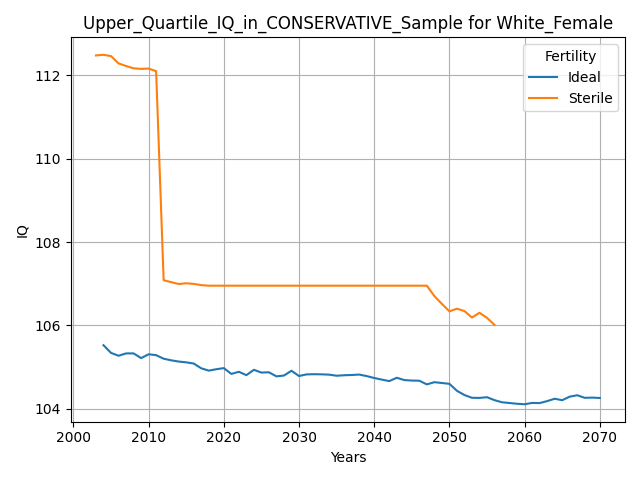 Upper_Quartile_IQ_in_CONSERVATIVE_Sample for White_Female
Fertility
Ideal
Sterile
112
110
108
106
104
IQ
2000 2010 2020 2030 2040 2050 2060 2070
Years